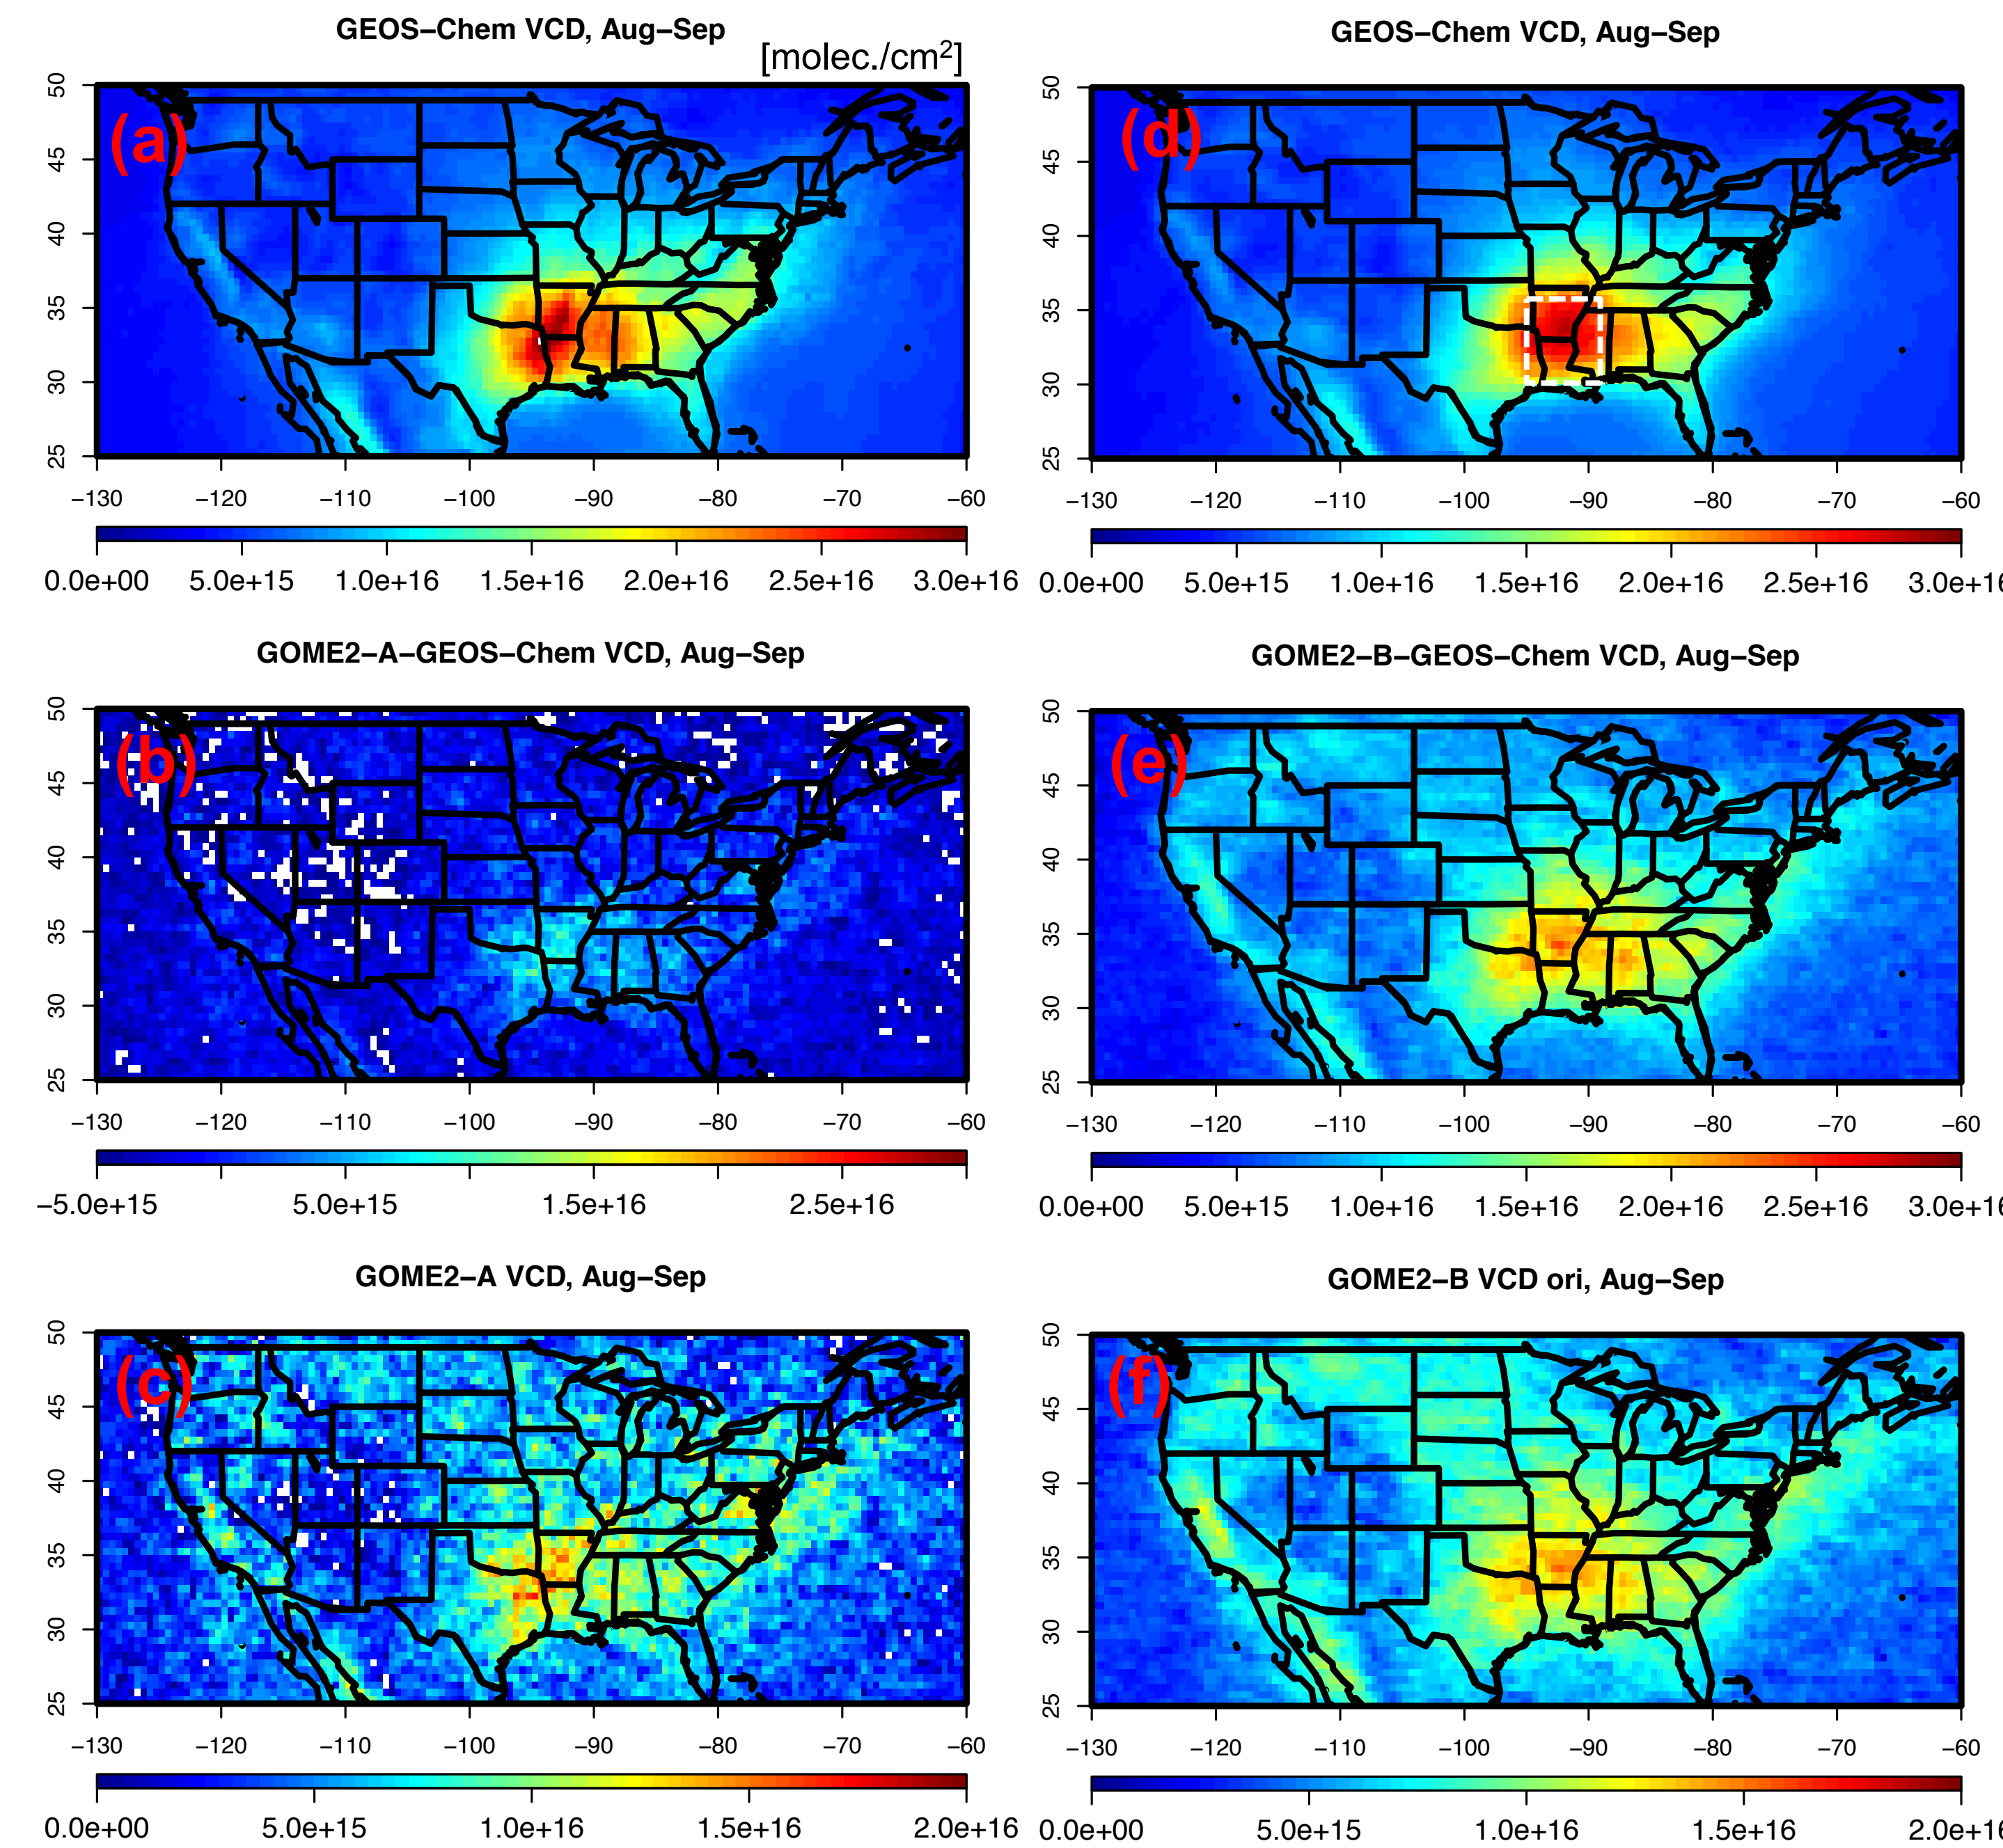 GEOS–Chem VCD, Aug–Sep
[molec./cm²]
(a)
50
45
40
35
30
25
−130 −120 −110 −100 −90 −80 −70 −60
0.0e+00 5.0e+15 1.0e+16 1.5e+16 2.0e+16 2.5e+16 3.0e+16
GEOS–Chem VCD, Aug–Sep
(d)
50
45
40
35
30
25
−130 −120 −110 −100 −90 −80 −70 −60
0.0e+00 5.0e+15 1.0e+16 1.5e+16 2.0e+16 2.5e+16 3.0e+16
GOME2–A–GEOS–Chem VCD, Aug–Sep
(b)
50
45
40
35
30
25
−130 −120 −110 −100 −90 −80 −70 −60
−5.0e+15 5.0e+15 1.5e+16 2.5e+16
GOME2–B–GEOS–Chem VCD, Aug–Sep
(e)
50
45
40
35
30
25
−130 −120 −110 −100 −90 −80 −70 −60
0.0e+00 5.0e+15 1.0e+16 1.5e+16 2.0e+16 2.5e+16 3.0e+16
GOME2–A VCD, Aug–Sep
(c)
50
45
40
35
30
25
−130 −120 −110 −100 −90 −80 −70 −60
0.0e+00 5.0e+15 1.0e+16 1.5e+16 2.0e+16
GOME2–B VCD ori, Aug–Sep
(f)
50
45
40
35
30
25
−130 −120 −110 −100 −90 −80 −70 −60
0.0e+00 5.0e+15 1.0e+16 1.5e+16 2.0e+16